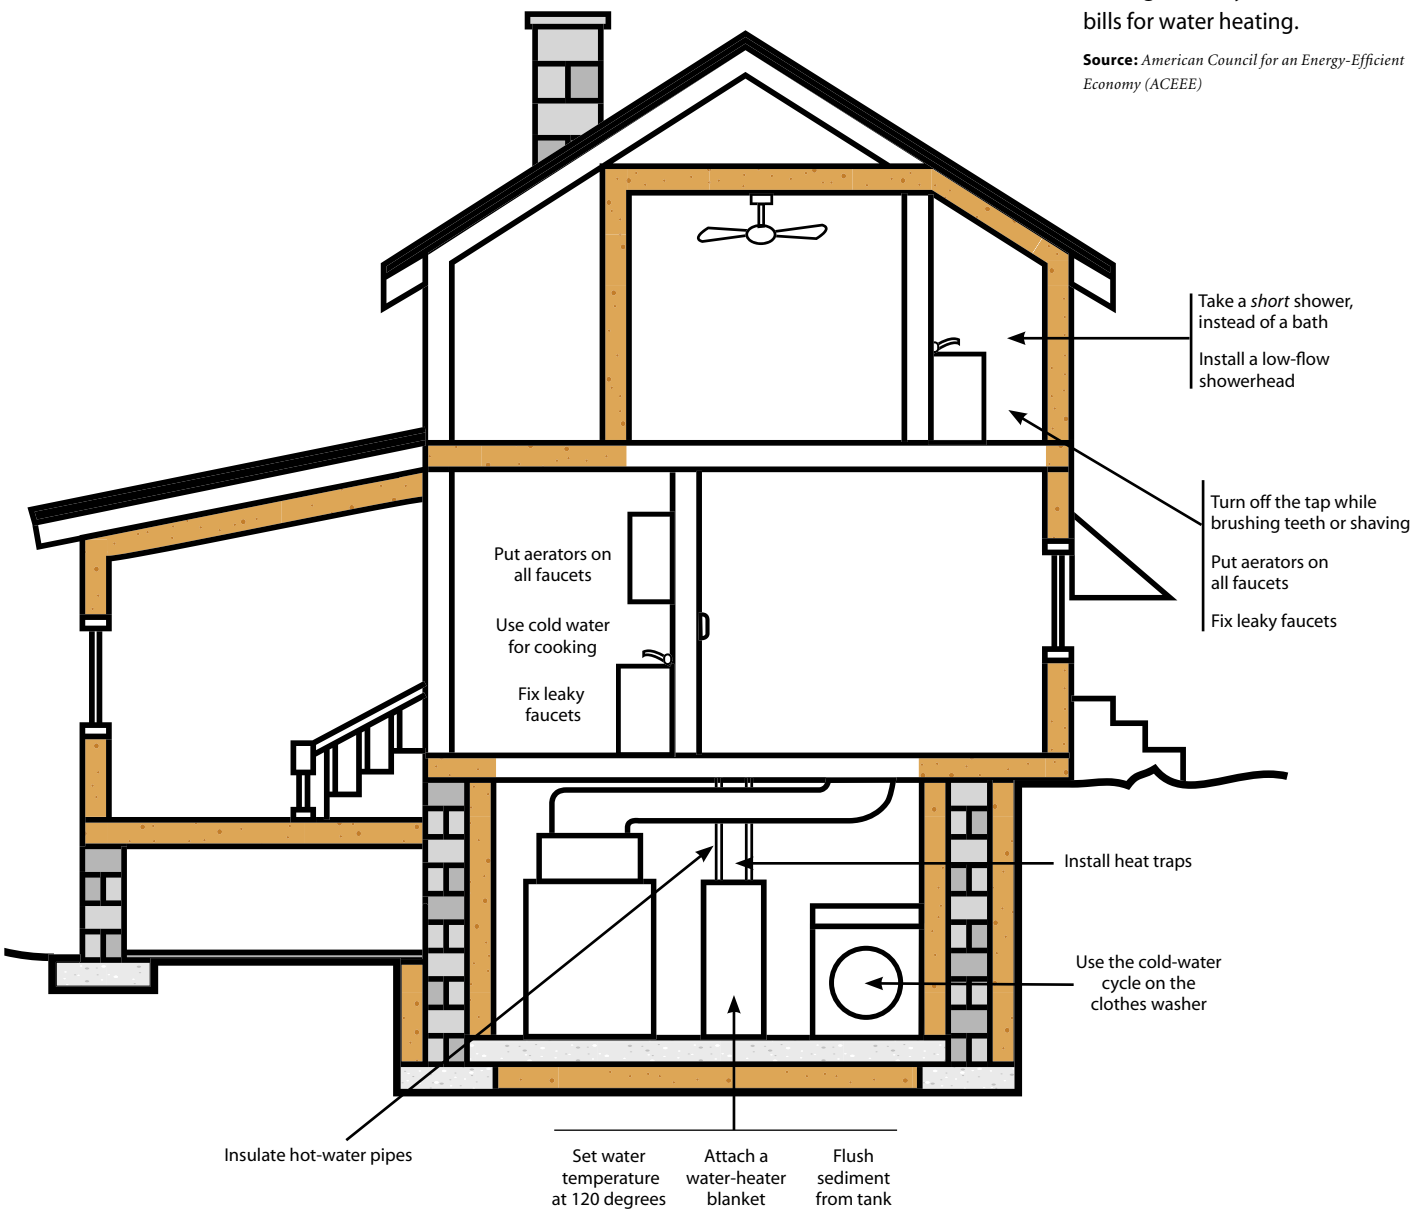 bills for water heating.
Source: American Council for an Energy-Efficient
Economy (ACEEE)
Take a short shower,
instead of a bath
Install a low-flow
showerhead
Turn off the tap while
brushing teeth or shaving
Put aerators on
all faucets
Fix leaky faucets
Put aerators on
all faucets
Use cold water
for cooking
Fix leaky
faucets
Install heat traps
Use the cold-water
cycle on the
clothes washer
Insulate hot-water pipes
Set water
temperature
at 120 degrees
Attach a
water-heater
blanket
Flush
sediment
from tank